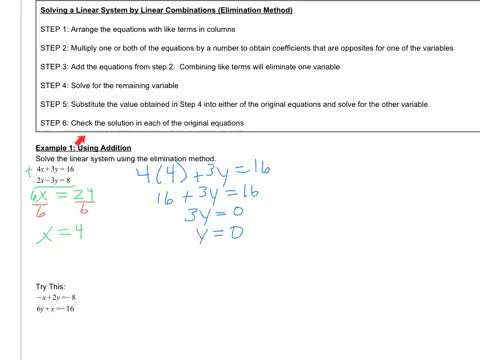 Solving a Linear System by Linear Combinations (Elimination Method)
STEP 1: Arrange the equations with like terms in columns
STEP 2: Multiply one or both of the equations by a number to obtain coefficients that are opposites for one of the variables
STEP 3: Add the equations from step 2. Combining like terms will eliminate one variable
STEP 4: Solve for the remaining variable
STEP 5: Substitute the value obtained in Step 4 into either of the original equations and solve for the other variable.
STEP 6: Check the solution in each of the original equations
Example 1: Using Addition
Solve the linear system using the elimination method.
+ 4x+3y=16
2x-3y=8
6x = 24
6 6
x = 4
4(4) + 3y = 16
16 + 3y = 16
3y = 0
y = 0
Try This:
-x+2y=-8
6y+x=-16